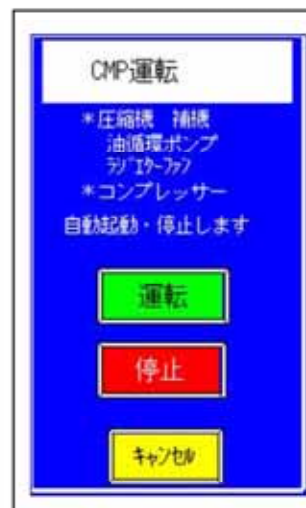 CMP運転
*圧縮機 補機
油循環ポンプ
ﾗｼﾞｴﾀｰﾌｧﾝ
*コンプレッサー
自動起動・停止します
運転
停止
ｷｬﾝｾﾙ